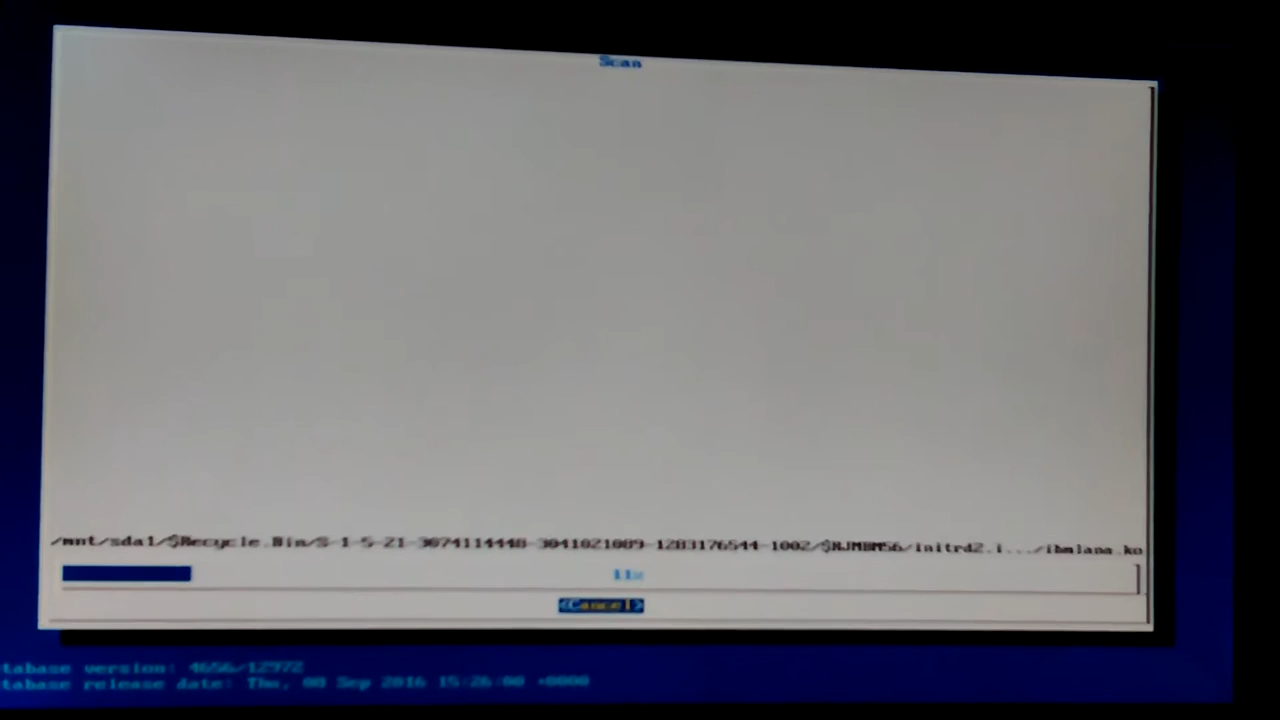 Scan
/mnt/sda1/$Recycle.Bin/S-1-5-21-3074114448-3041021089-1283176544-1002/$RJMBM56/initrd2.i.../ibmlana.ko
11%
<Cancel>
tabase version: 4656/12972
tabase release date: Thu, 08 Sep 2016 15:26:00 +0000